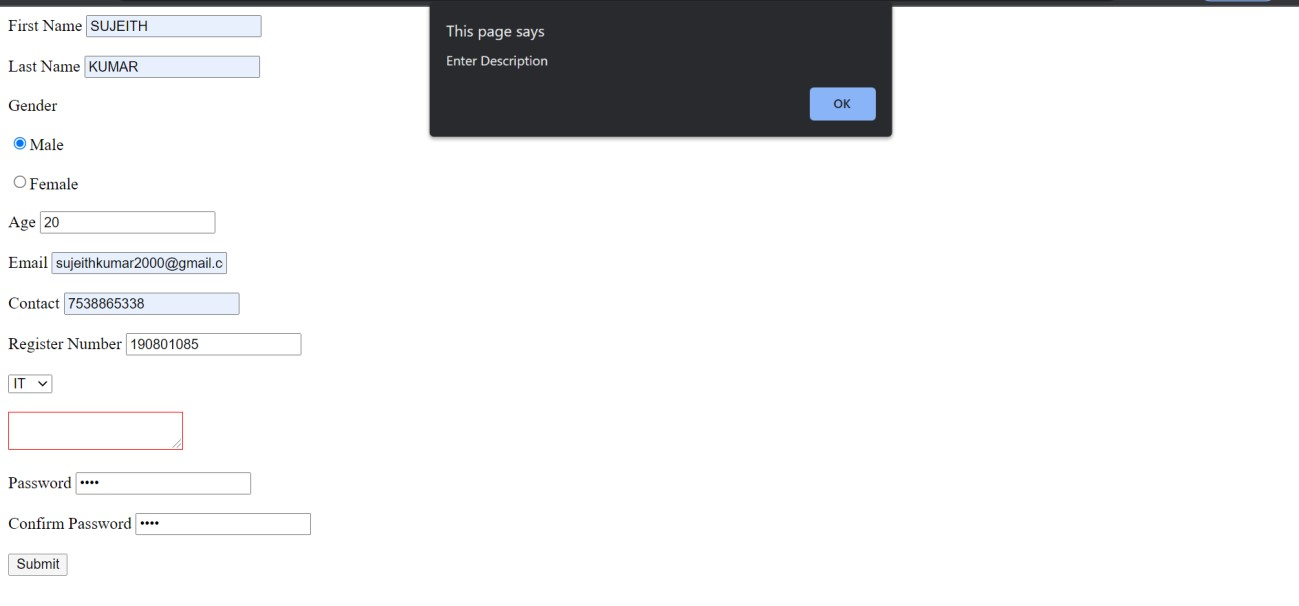 This page says
Enter Description
OK
First Name SUJEITH
Last Name KUMAR
Gender
Male
Female
Age 20
Email sujeithkumar2000@gmail.c
Contact 7538865338
Register Number 190801085
IT
Password ••••
Confirm Password ••••
Submit